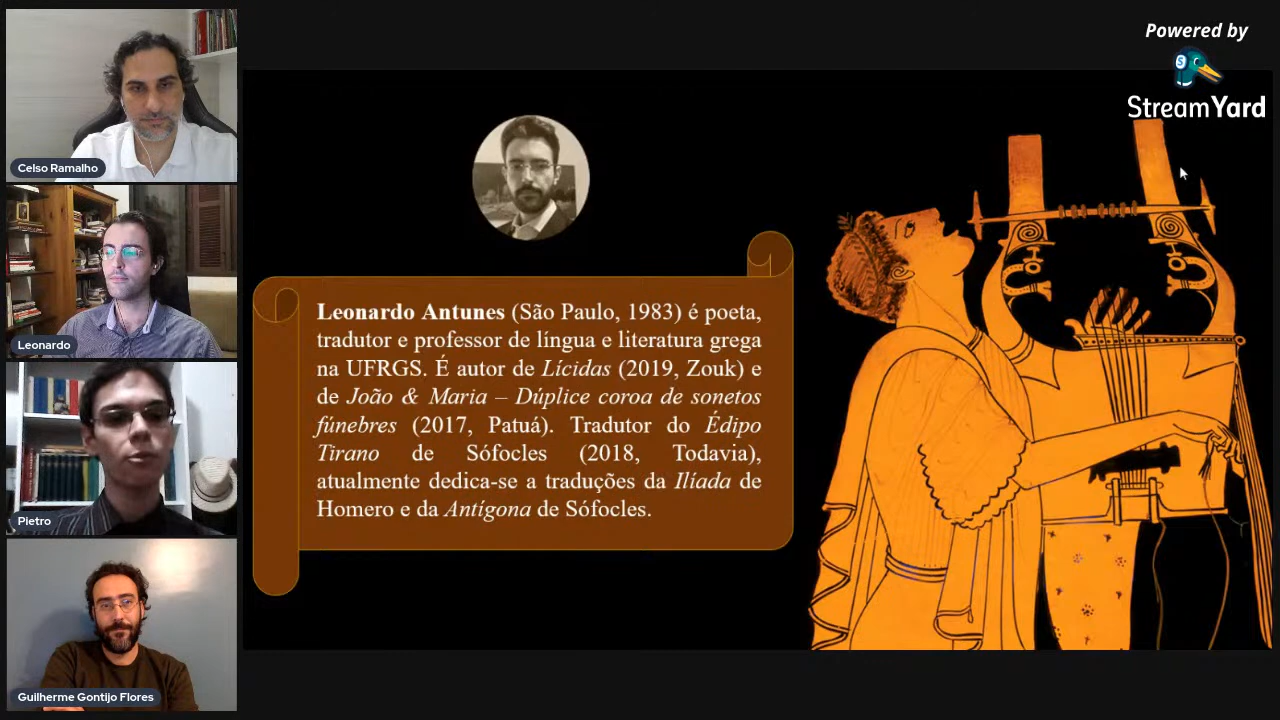 Powered by
StreamYard
Celso Ramalho
Leonardo
Pietro
Guilherme Gontijo Flores
Leonardo Antunes (São Paulo, 1983) é poeta,
tradutor e professor de língua e literatura grega
na UFRGS. É autor de Lícidas (2019, Zouk) e
de João & Maria – Dúplice coroa de sonetos
fúnebres (2017, Patuá). Tradutor do Édipo
Tirano de Sófocles (2018, Todavia),
atualmente dedica-se a traduções da Ilíada de
Homero e da Antígona de Sófocles.